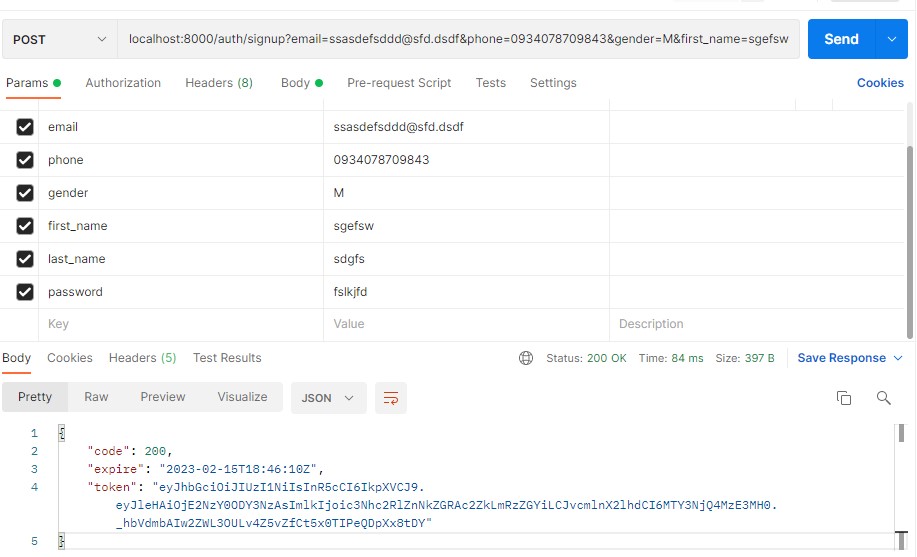 POST localhost:8000/auth/signup?email=ssasdefsddd@sfd.dsdf&phone=0934078709843&gender=M&first_name=sgefsw Send
Params Authorization Headers (8) Body Pre-request Script Tests Settings Cookies
email ssasdefsddd@sfd.dsdf
phone 0934078709843
gender M
first_name sgefsw
last_name sdgfs
password fslkjfd
Key Value Description
Body Cookies Headers (5) Test Results Status: 200 OK Time: 84 ms Size: 397 B Save Response
Pretty Raw Preview Visualize JSON
1 {
2 "code": 200,
3 "expire": "2023-02-15T18:46:10Z",
4 "token": "eyJhbGciOiJIUzI1NiIsInR5cCI6IkpXVCJ9.
eyJleHAiOjE2NzY0ODY3NzAsImlkIjoic3Nhc2RlZnNkZGRAc2ZkLmRzZGYiLCJvcmlnX2lhdCI6MTY3NjQ4MzE3MH0.
_hbVdmbAIw2ZWL3OULv4Z5vZfCt5x0TIPeQDpXx8tDY"
5 }